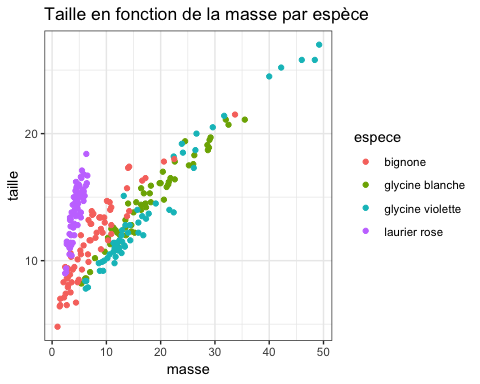 Taille en fonction de la masse par espèce
taille
20
10
0 10 20 30 40 50
masse
espece
bignone
glycine blanche
glycine violette
laurier rose